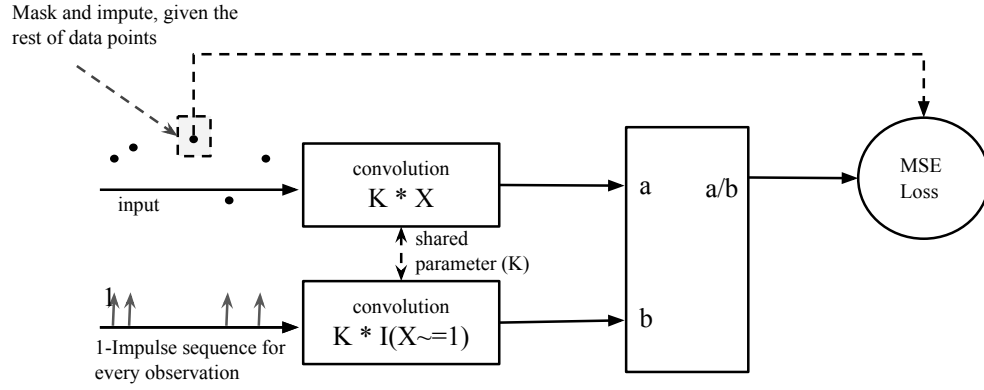 Mask and impute, given the
rest of data points
input
convolution
K * X
shared
parameter (K)
a
a/b
MSE
Loss
1
1-Impulse sequence for
every observation
convolution
K * I(X~=1)
b